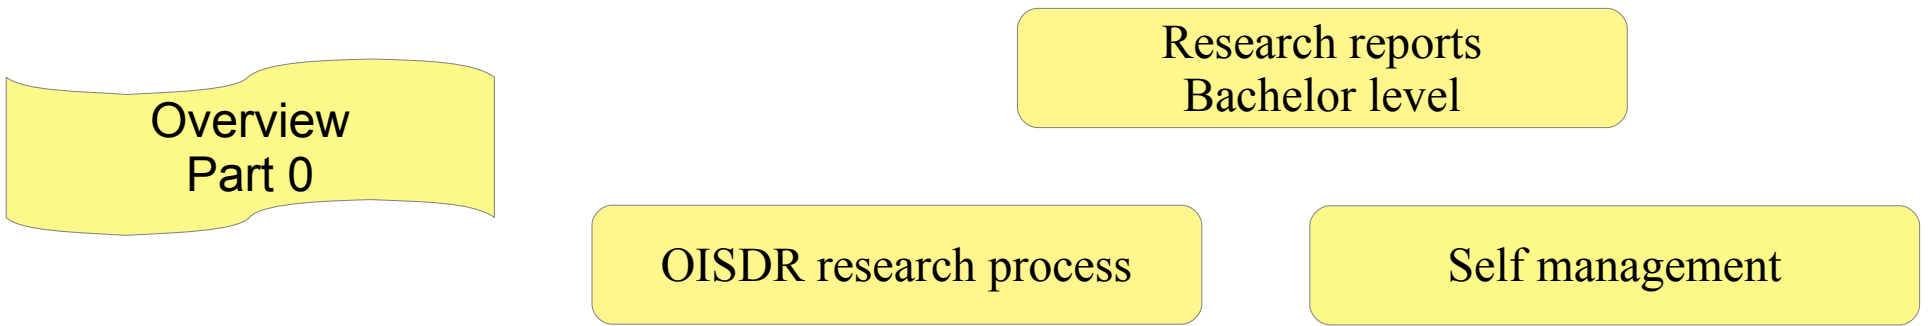 Overview
Part 0
Research reports
Bachelor level
OISDR research process
Self management